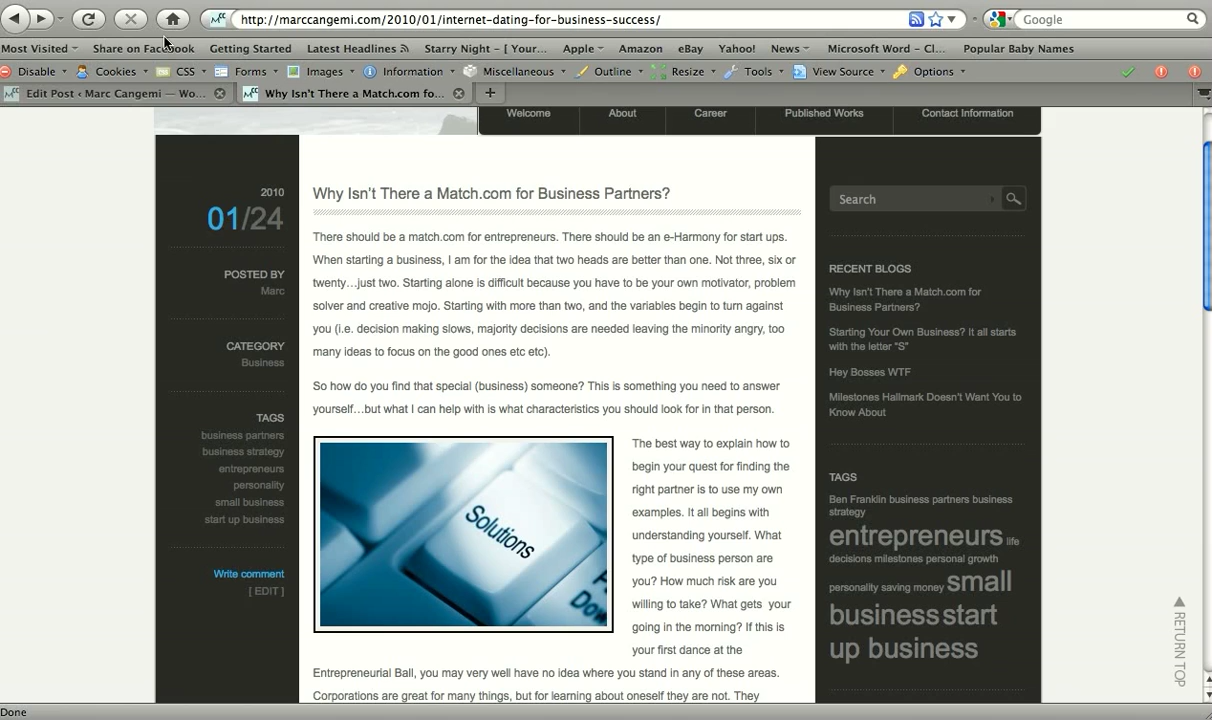 http://marccangemi.com/2010/01/internet-dating-for-business-success/
Google
Most Visited
Share on Facebook
Getting Started
Latest Headlines
Starry Night – [ Your...
Apple
Amazon
eBay
Yahoo!
News
Microsoft Word – Cl...
Popular Baby Names
Disable
Cookies
CSS
Forms
Images
Information
Miscellaneous
Outline
Resize
Tools
View Source
Options
Edit Post ‹ Marc Cangemi — Wo...
Why Isn't There a Match.com fo...
Welcome
About
Career
Published Works
Contact Information
2010
01/24
POSTED BY
Marc
CATEGORY
Business
TAGS
business partners
business strategy
entrepreneurs
personality
small business
start up business
Write comment
[ EDIT ]
Why Isn't There a Match.com for Business Partners?
There should be a match.com for entrepreneurs. There should be an e-Harmony for start ups.
When starting a business, I am for the idea that two heads are better than one. Not three, six or
twenty…just two. Starting alone is difficult because you have to be your own motivator, problem
solver and creative mojo. Starting with more than two, and the variables begin to turn against
you (i.e. decision making slows, majority decisions are needed leaving the minority angry, too
many ideas to focus on the good ones etc etc).
So how do you find that special (business) someone? This is something you need to answer
yourself…but what I can help with is what characteristics you should look for in that person.
Solutions
The best way to explain how to
begin your quest for finding the
right partner is to use my own
examples. It all begins with
understanding yourself. What
type of business person are
you? How much risk are you
willing to take? What gets your
going in the morning? If this is
your first dance at the
Entrepreneurial Ball, you may very well have no idea where you stand in any of these areas.
Corporations are great for many things, but for learning about oneself they are not. They
Search
RECENT BLOGS
Why Isn't There a Match.com for
Business Partners?
Starting Your Own Business? It all starts
with the letter "S"
Hey Bosses WTF
Milestones Hallmark Doesn't Want You to
Know About
TAGS
Ben Franklin business partners business
strategy
entrepreneurs life
decisions milestones personal growth
personality saving money small
business start
up business
RETURN TOP
Done